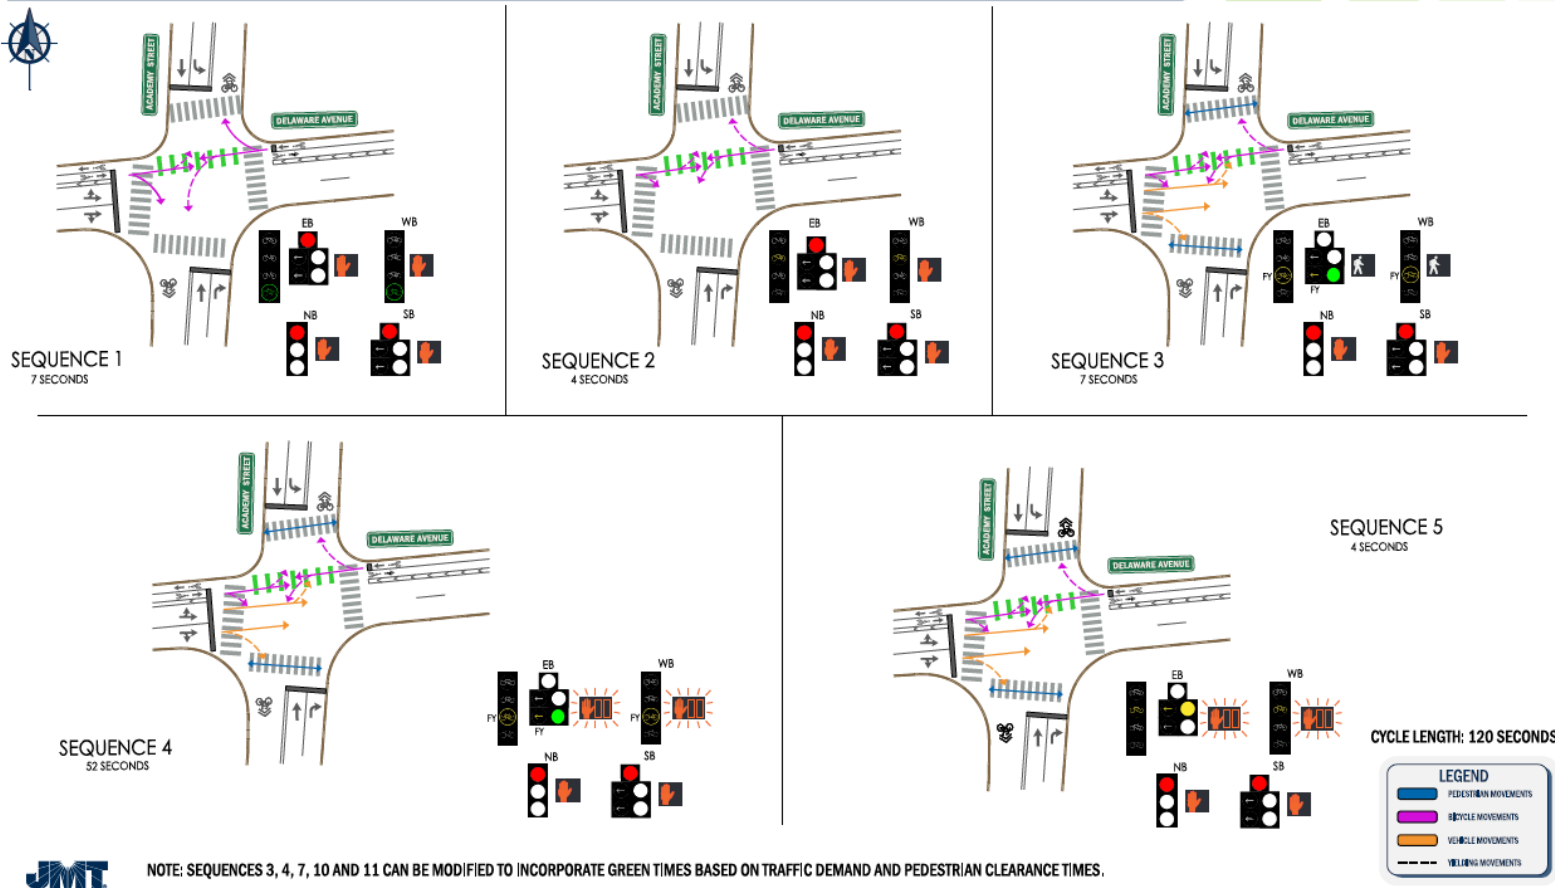 N
ACADEMY STREET
DELAWARE AVENUE
EB
WB
NB
SB
SEQUENCE 1
7 SECONDS
ACADEMY STREET
DELAWARE AVENUE
EB
WB
NB
SB
SEQUENCE 2
4 SECONDS
ACADEMY STREET
DELAWARE AVENUE
EB
WB
FY
FY
FY
NB
SB
SEQUENCE 3
7 SECONDS
ACADEMY STREET
DELAWARE AVENUE
EB
WB
FY
FY
FY
NB
SB
SEQUENCE 4
52 SECONDS
ACADEMY STREET
DELAWARE AVENUE
EB
WB
NB
SB
SEQUENCE 5
4 SECONDS
CYCLE LENGTH: 120 SECONDS
LEGEND
PEDESTRIAN MOVEMENTS
BICYCLE MOVEMENTS
VEHICLE MOVEMENTS
YIELDING MOVEMENTS
JMT
NOTE: SEQUENCES 3, 4, 7, 10 AND 11 CAN BE MODIFIED TO INCORPORATE GREEN TIMES BASED ON TRAFFIC DEMAND AND PEDESTRIAN CLEARANCE TIMES.